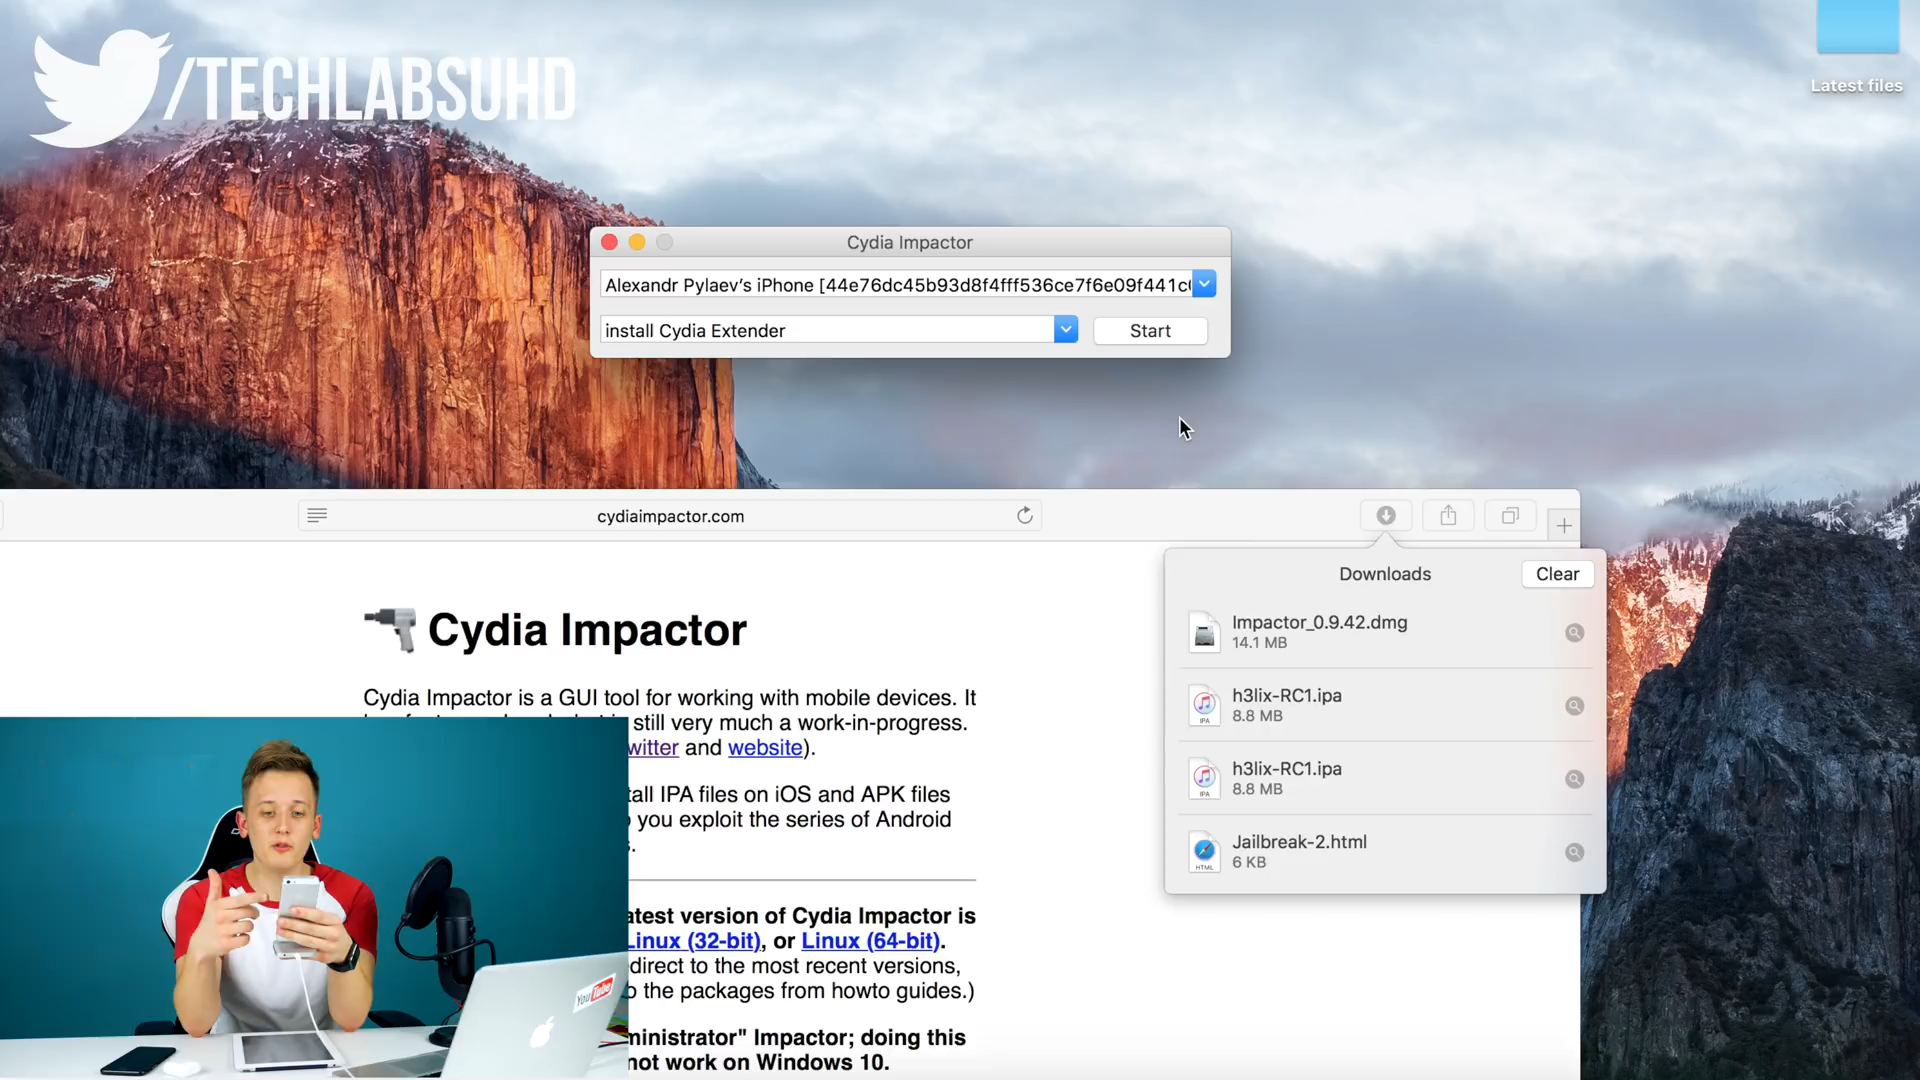 /TECHLABSUHD
Latest files
Cydia Impactor
Alexandr Pylaev’s iPhone [44e76dc45b93d8f4fff536ce7f6e09f441c
install Cydia Extender
Start
cydiaimpactor.com
Downloads
Clear
Impactor_0.9.42.dmg
14.1 MB
h3lix-RC1.ipa
8.8 MB
h3lix-RC1.ipa
8.8 MB
Jailbreak-2.html
6 KB
IPA
IPA
HTML
Cydia Impactor
Cydia Impactor is a GUI tool for working with mobile devices. It
still very much a work-in-progress.
witter and website).
tall IPA files on iOS and APK files
you exploit the series of Android
atest version of Cydia Impactor is
Linux (32-bit), or Linux (64-bit).
direct to the most recent versions,
o the packages from howto guides.)
ministrator" Impactor; doing this
not work on Windows 10.
YouTube